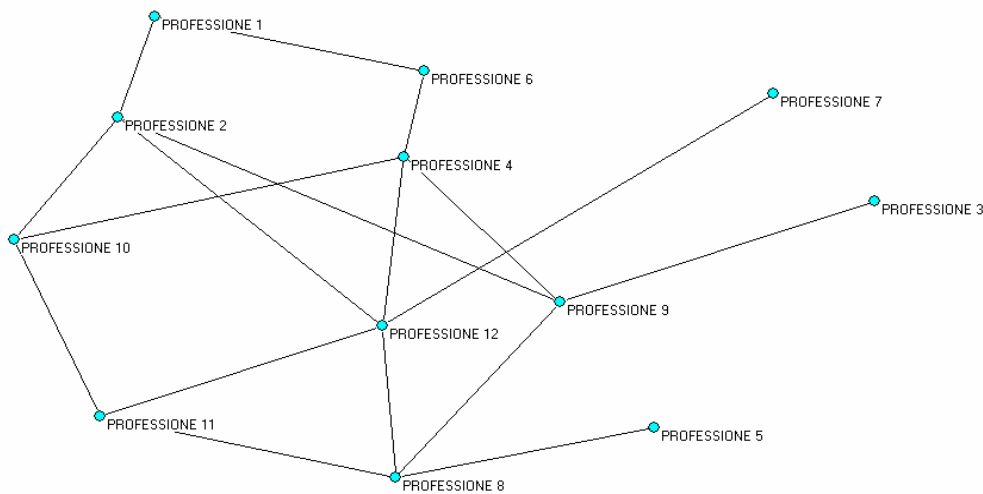 PROFESSIONE 1
PROFESSIONE 6
PROFESSIONE 7
PROFESSIONE 2
PROFESSIONE 4
PROFESSIONE 3
PROFESSIONE 10
PROFESSIONE 9
PROFESSIONE 12
PROFESSIONE 11
PROFESSIONE 5
PROFESSIONE 8